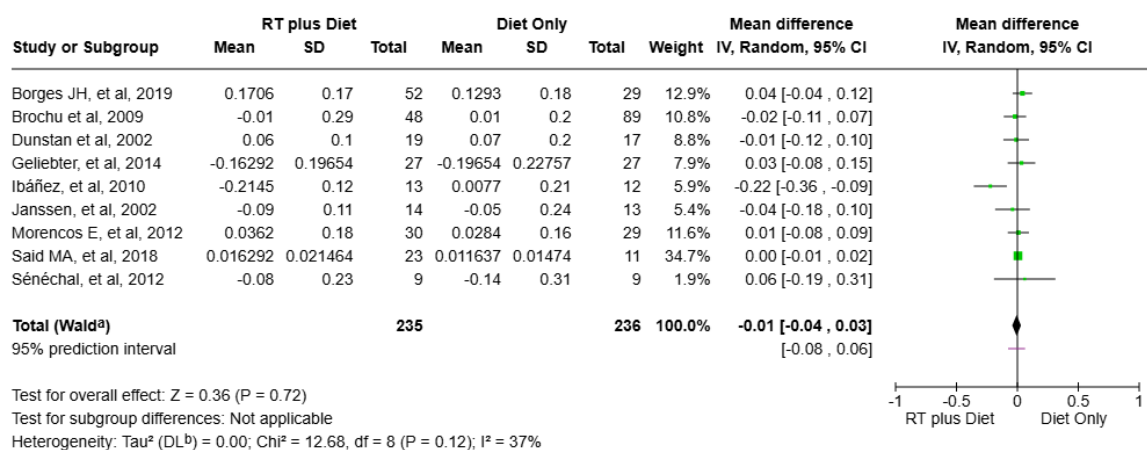 RT plus Diet Diet Only Mean difference Mean difference
Study or Subgroup Mean SD Total Mean SD Total Weight IV, Random, 95% CI IV, Random, 95% CI
Borges JH, et al, 2019 0.1706 0.17 52 0.1293 0.18 29 12.9% 0.04 [-0.04 , 0.12]
Brochu et al, 2009 -0.01 0.29 48 0.01 0.2 89 10.8% -0.02 [-0.11 , 0.07]
Dunstan et al, 2002 0.06 0.1 19 0.07 0.2 17 8.8% -0.01 [-0.12 , 0.10]
Geliebter, et al, 2014 -0.16292 0.19654 27 -0.19654 0.22757 27 7.9% 0.03 [-0.08 , 0.15]
Ibáñez, et al, 2010 -0.2145 0.12 13 0.0077 0.21 12 5.9% -0.22 [-0.36 , -0.09]
Janssen, et al, 2002 -0.09 0.11 14 -0.05 0.24 13 5.4% -0.04 [-0.18 , 0.10]
Morencos E, et al, 2012 0.0362 0.18 30 0.0284 0.16 29 11.6% 0.01 [-0.08 , 0.09]
Said MA, et al, 2018 0.016292 0.021464 23 0.011637 0.01474 11 34.7% 0.00 [-0.01 , 0.02]
Sénéchal, et al, 2012 -0.08 0.23 9 -0.14 0.31 9 1.9% 0.06 [-0.19 , 0.31]
Total (Waldᵃ) 235 236 100.0% -0.01 [-0.04 , 0.03]
95% prediction interval [-0.08 , 0.06]
-1 -0.5 0 0.5 1
RT plus Diet Diet Only
Test for overall effect: Z = 0.36 (P = 0.72)
Test for subgroup differences: Not applicable
Heterogeneity: Tau² (DLᵇ) = 0.00; Chi² = 12.68, df = 8 (P = 0.12); I² = 37%